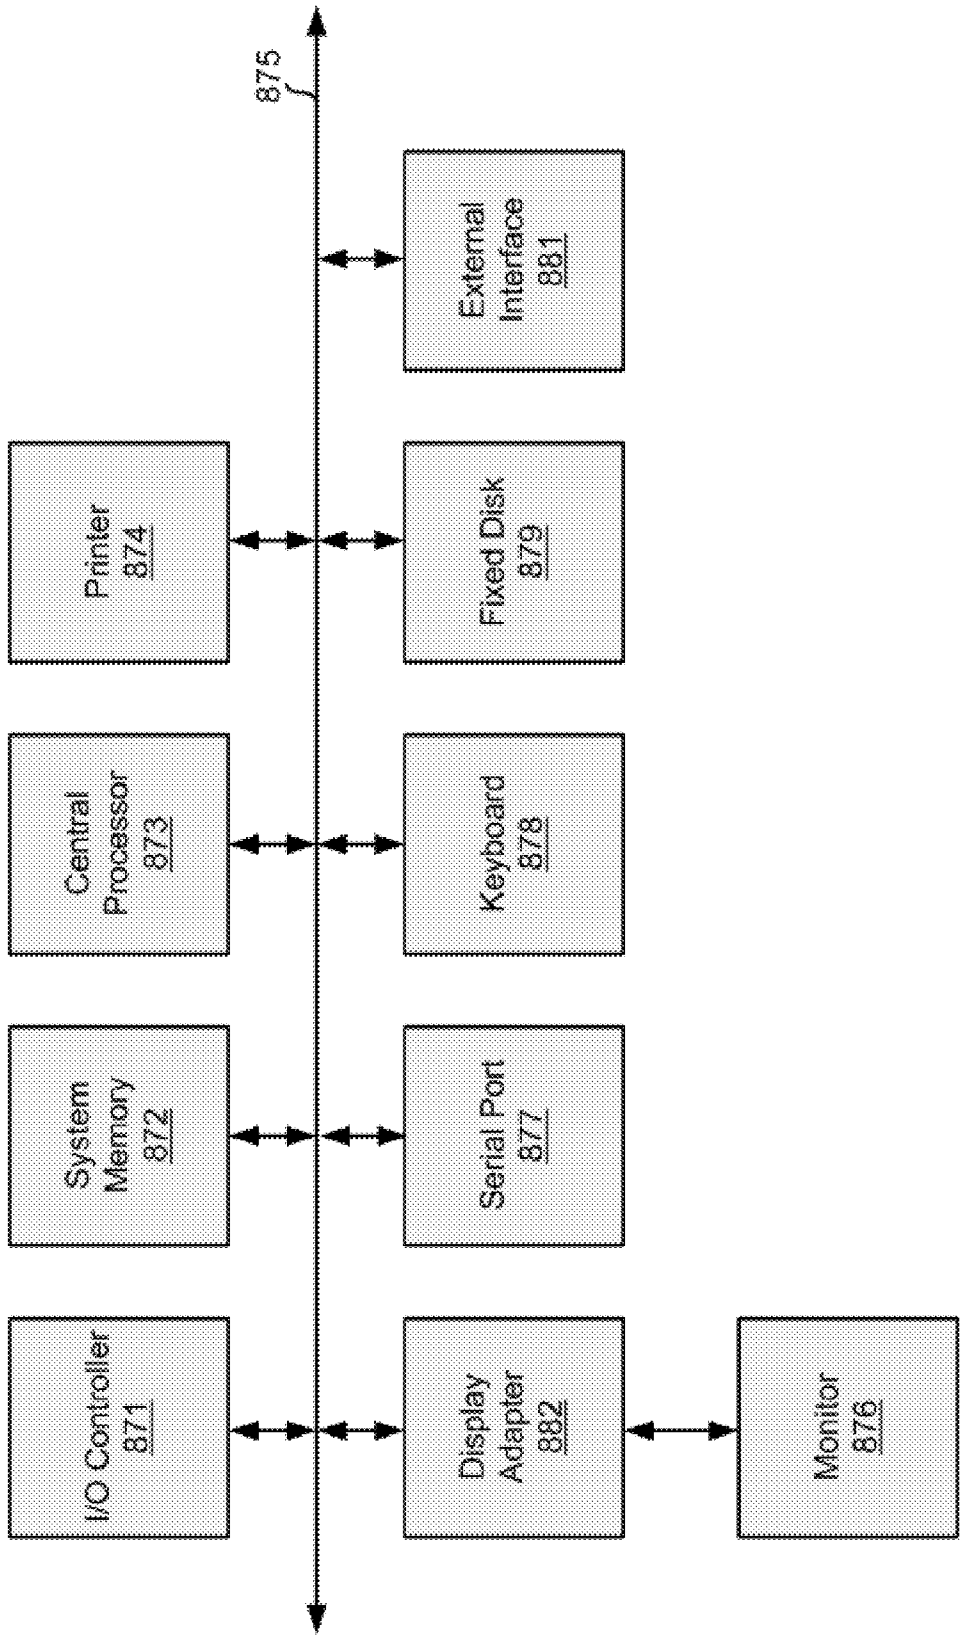 I/O Controller
871
System
Memory
872
Central
Processor
873
Printer
874
875
Display
Adapter
882
Serial Port
877
Keyboard
878
Fixed Disk
879
External
Interface
881
Monitor
876